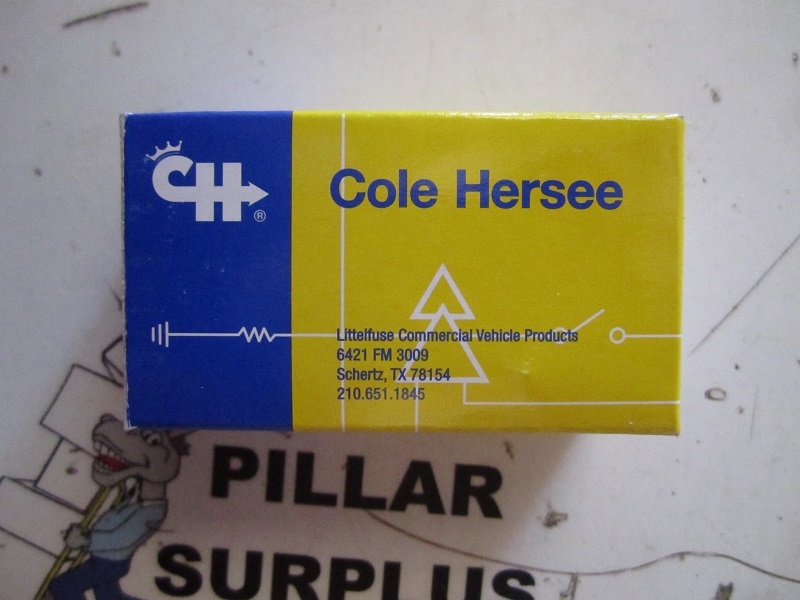 CH®
Cole Hersee
Littelfuse Commercial Vehicle Products
6421 FM 3009
Schertz, TX 78154
210.651.1845
PILLAR
SURPLUS